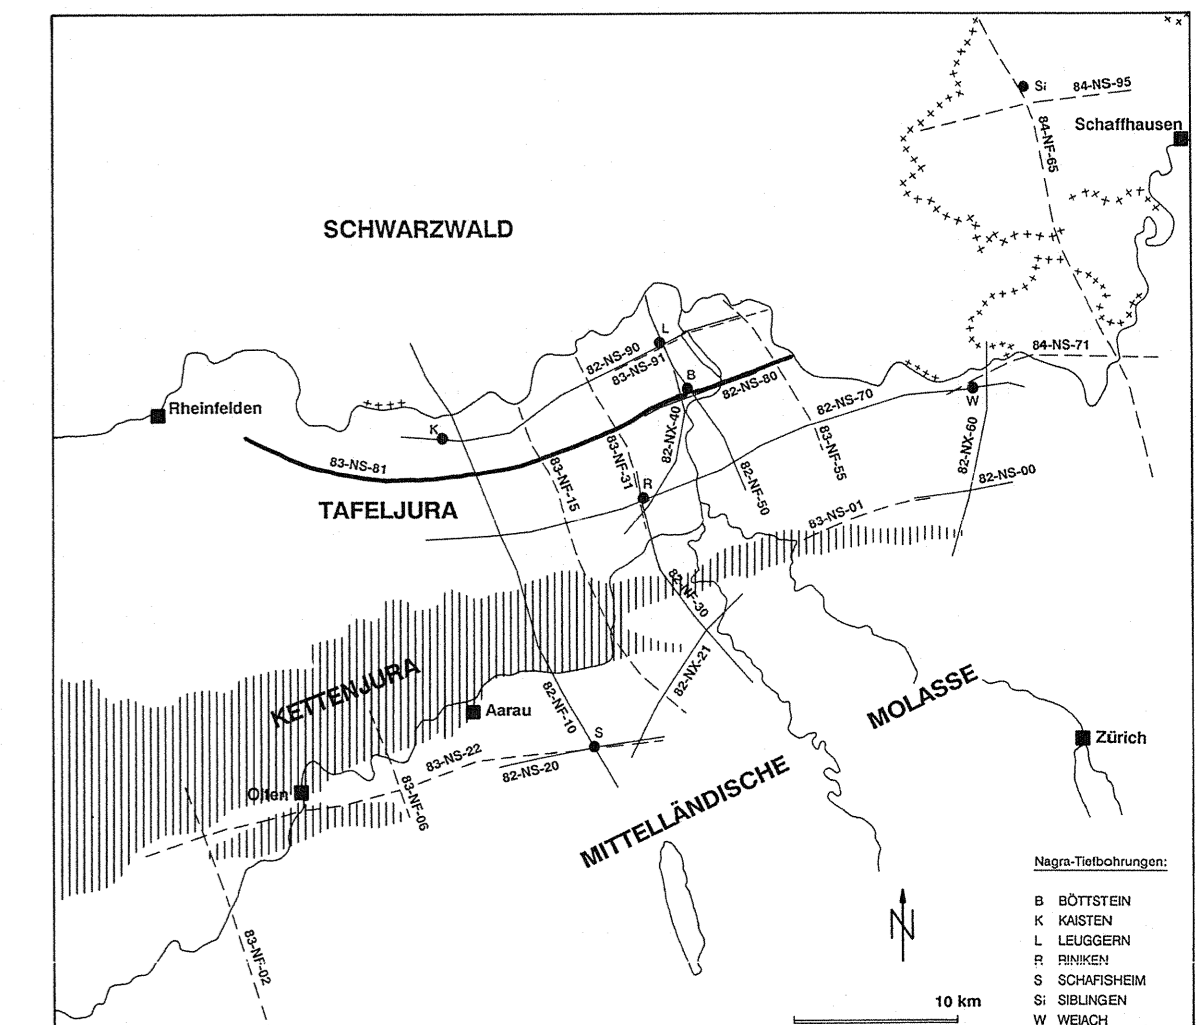 Si
84-NS-95
Schaffhausen
84-NF-65
SCHWARZWALD
L
82-NS-90
83-NS-91
84-NS-71
B
82-NS-80
W
Rheinfelden
82-NS-70
K
82-NX-40
82-NX-60
83-NF-55
83-NS-81
83-NF-15
83-NF-31
82-NF-50
R
82-NS-00
TAFELJURA
83-NS-01
82-NF-30
82-NX-21
KETTENJURA
MOLASSE
82-NF-10
Aarau
S
Zürich
83-NS-22
82-NS-20
Olten
83-NF-06
MITTELLÄNDISCHE
83-NF-02
N
Nagra-Tiefbohrungen:
B BÖTTSTEIN
K KAISTEN
L LEUGGERN
R RINIKEN
S SCHAFISHEIM
Si SIBLINGEN
W WEIACH
10 km